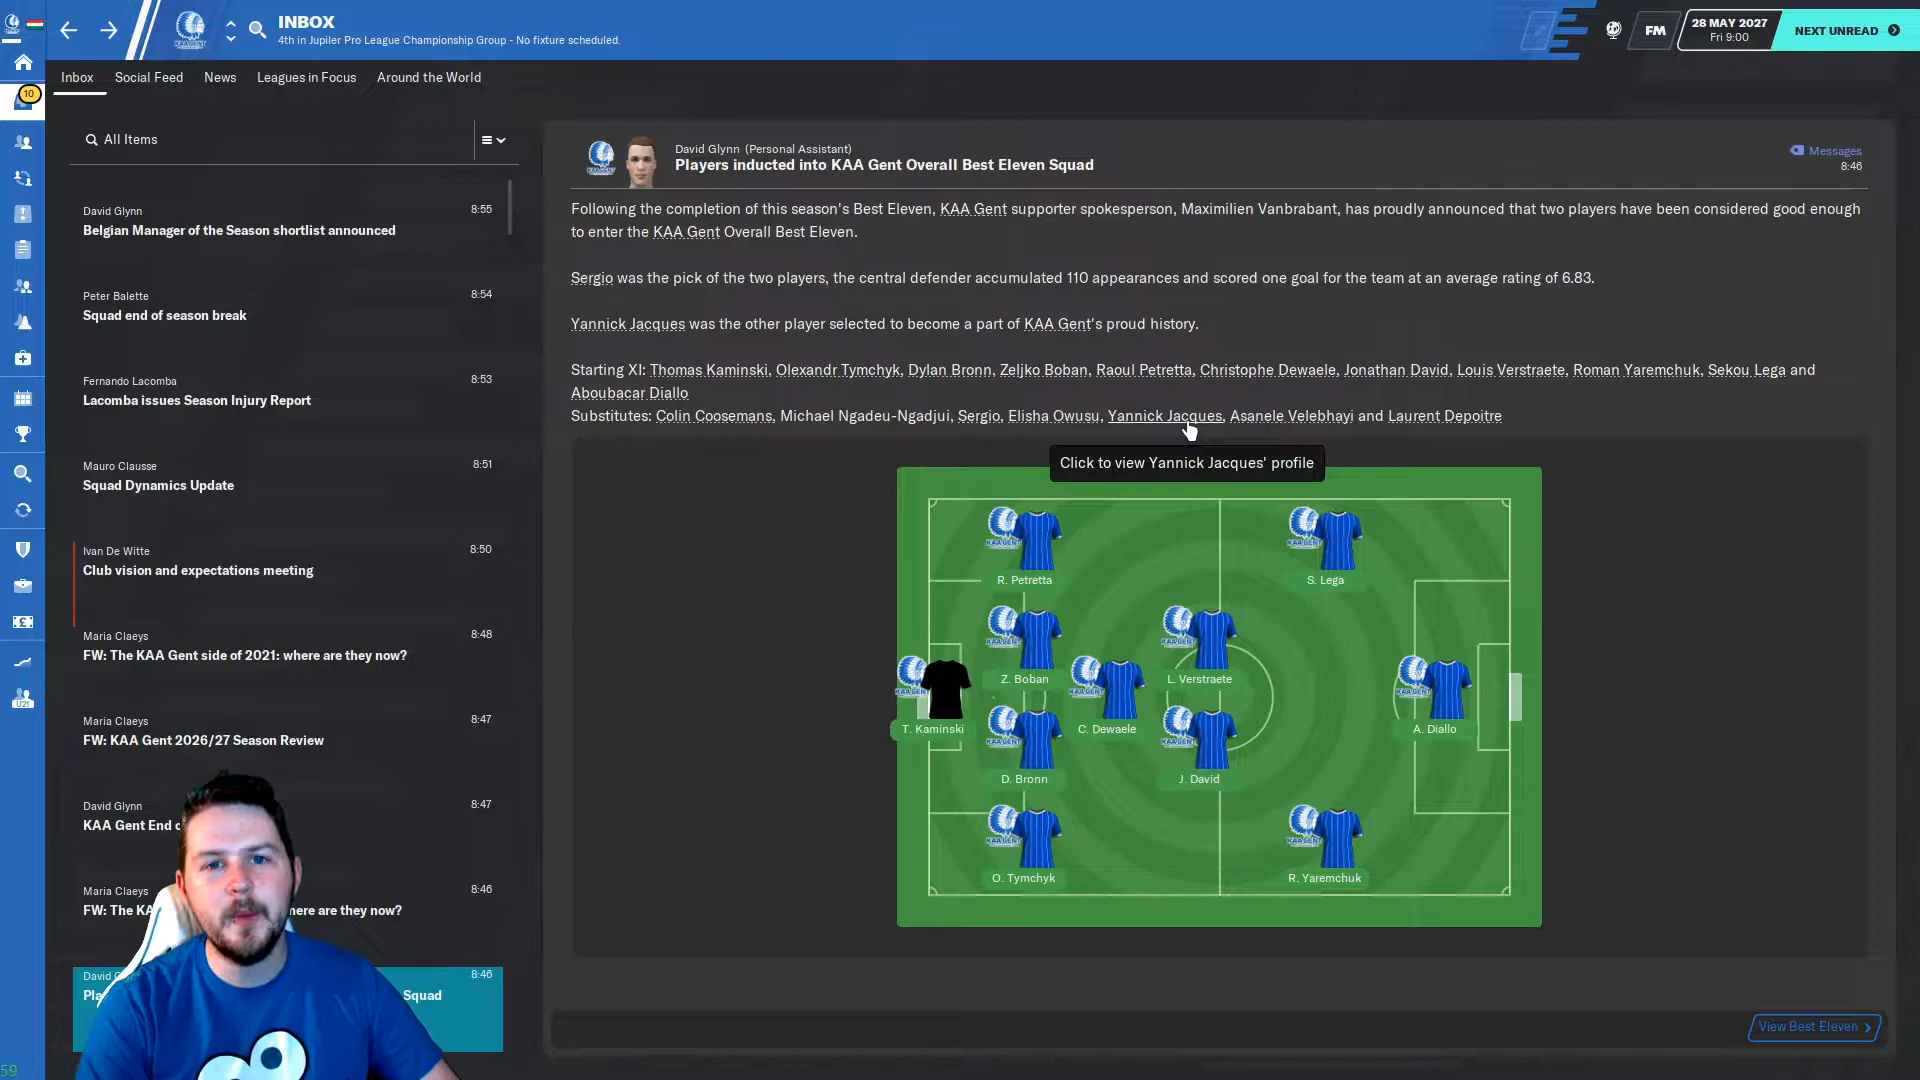 INBOX
4th in Jupiler Pro League Championship Group - No fixture scheduled.
FM
28 MAY 2027
Fri 9:00
NEXT UNREAD
Inbox
Social Feed
News
Leagues in Focus
Around the World
10
All Items
David Glynn
8:55
Belgian Manager of the Season shortlist announced
Peter Balette
8:54
Squad end of season break
Fernando Lacomba
8:53
Lacomba issues Season Injury Report
Mauro Clausse
8:51
Squad Dynamics Update
Ivan De Witte
8:50
Club vision and expectations meeting
Maria Claeys
8:48
FW: The KAA Gent side of 2021: where are they now?
Maria Claeys
8:47
FW: KAA Gent 2026/27 Season Review
David Glynn
8:47
KAA Gent End
Maria Claeys
8:46
FW: The KA
here are they now?
David G
8:46
Pla
Squad
U21
59
David Glynn (Personal Assistant)
Players inducted into KAA Gent Overall Best Eleven Squad
Messages
8:46
Following the completion of this season's Best Eleven, KAA Gent supporter spokesperson, Maximilien Vanbrabant, has proudly announced that two players have been considered good enough
to enter the KAA Gent Overall Best Eleven.
Sergio was the pick of the two players, the central defender accumulated 110 appearances and scored one goal for the team at an average rating of 6.83.
Yannick Jacques was the other player selected to become a part of KAA Gent's proud history.
Starting XI: Thomas Kaminski, Olexandr Tymchyk, Dylan Bronn, Zeljko Boban, Raoul Petretta, Christophe Dewaele, Jonathan David, Louis Verstraete, Roman Yaremchuk, Sekou Lega and
Aboubacar Diallo
Substitutes: Colin Coosemans, Michael Ngadeu-Ngadjui, Sergio, Elisha Owusu, Yannick Jacques, Asanele Velebhayi and Laurent Depoitre
Click to view Yannick Jacques' profile
R. Petretta
S. Lega
Z. Boban
L. Verstraete
T. Kaminski
C. Dewaele
A. Diallo
D. Bronn
J. David
O. Tymchyk
R. Yaremchuk
View Best Eleven